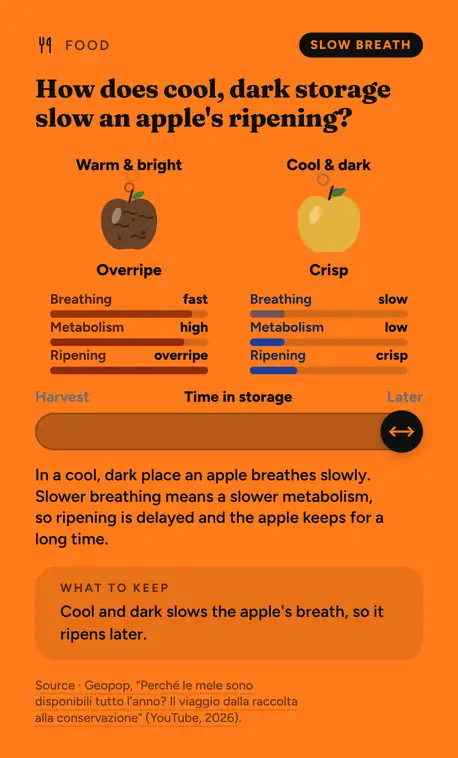 FOOD
SLOW BREATH
How does cool, dark storage
slow an apple's ripening?
Warm & bright
Cool & dark
Overripe
Crisp
Breathing fast
Metabolism high
Ripening overripe
Breathing slow
Metabolism low
Ripening crisp
Harvest Time in storage Later
In a cool, dark place an apple breathes slowly.
Slower breathing means a slower metabolism,
so ripening is delayed and the apple keeps for a
long time.
WHAT TO KEEP
Cool and dark slows the apple's breath, so it
ripens later.
Source · Geopop, “Perché le mele sono
disponibili tutto l'anno? Il viaggio dalla raccolta
alla conservazione” (YouTube, 2026).